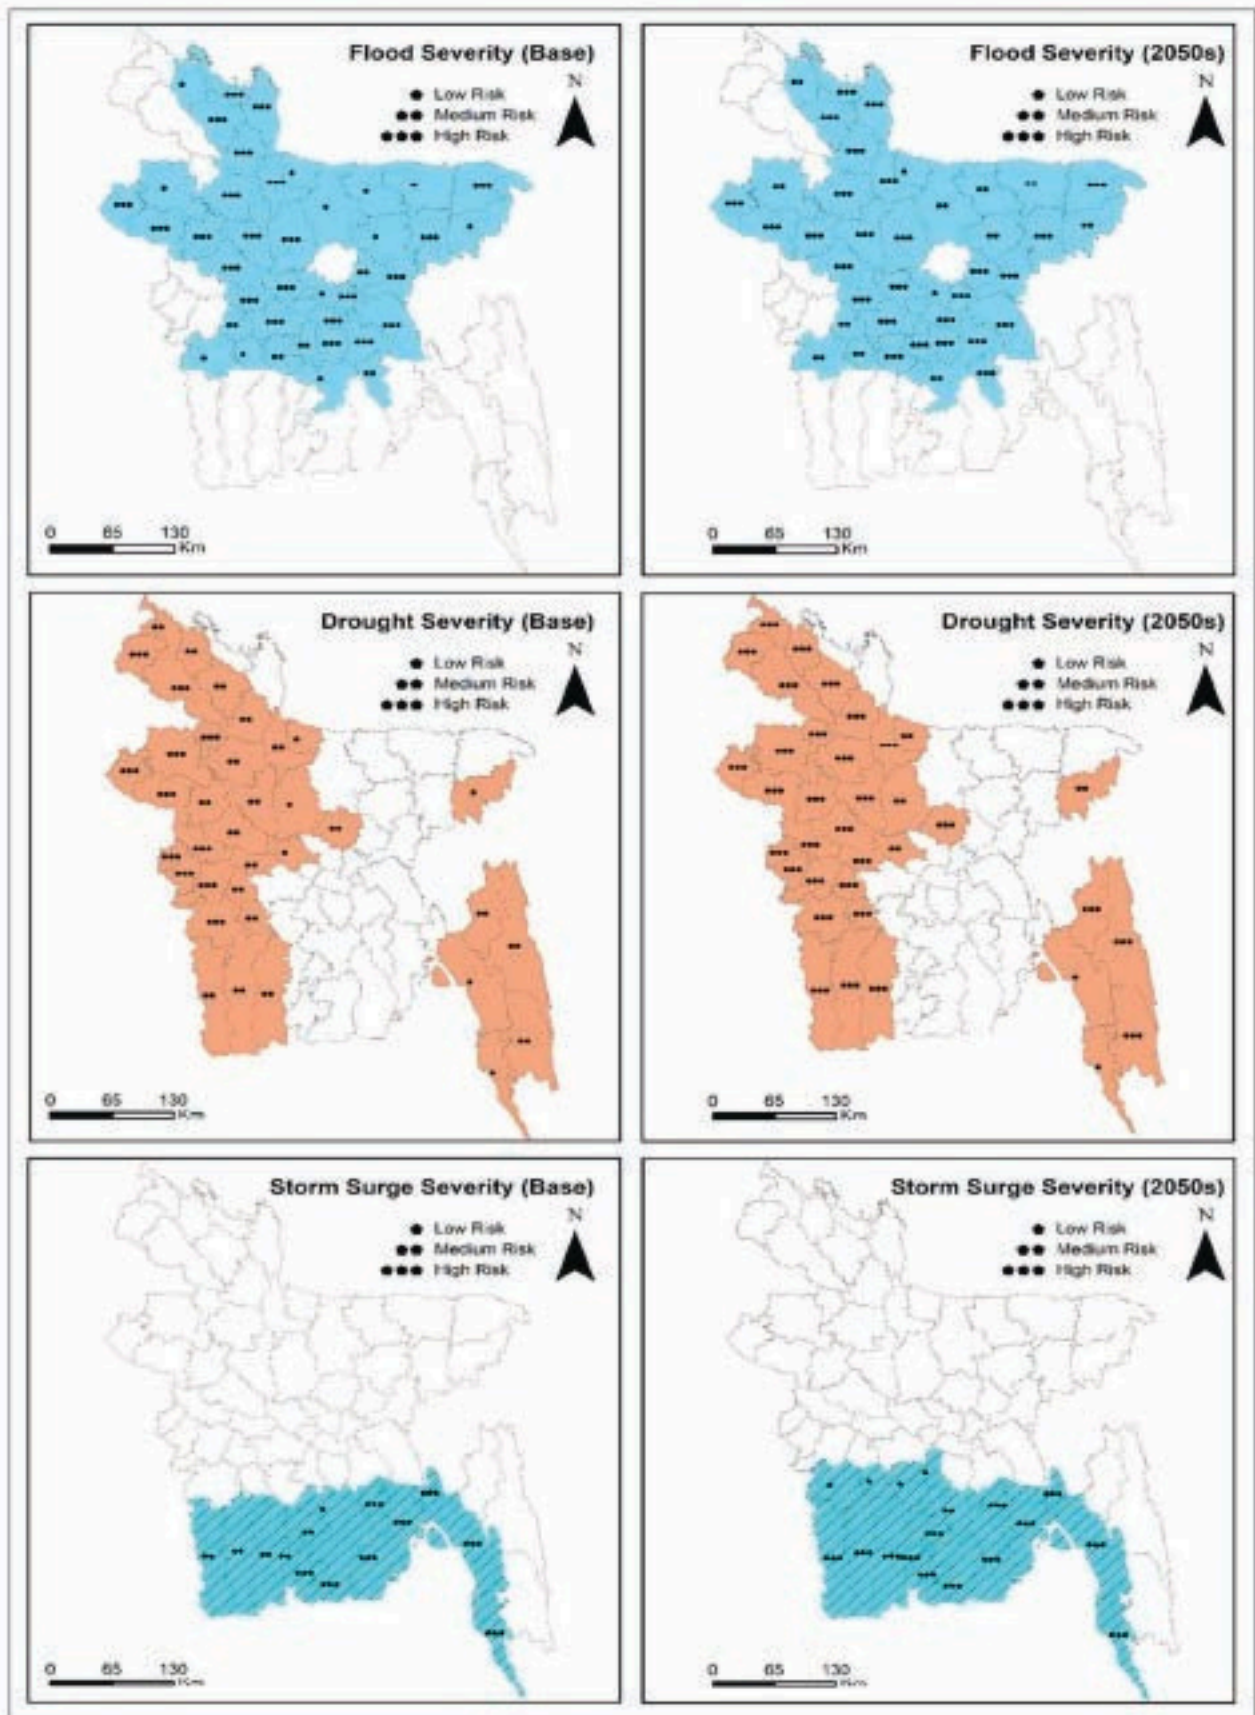 Flood Severity (Base)
N
Low Risk
Medium Risk
High Risk
0 65 130
Km
Flood Severity (2050s)
N
Low Risk
Medium Risk
High Risk
0 65 130
Km
Drought Severity (Base)
N
Low Risk
Medium Risk
High Risk
0 65 130
Km
Drought Severity (2050s)
N
Low Risk
Medium Risk
High Risk
0 65 130
Km
Storm Surge Severity (Base)
N
Low Risk
Medium Risk
High Risk
0 65 130
Km
Storm Surge Severity (2050s)
N
Low Risk
Medium Risk
High Risk
0 65 130
Km